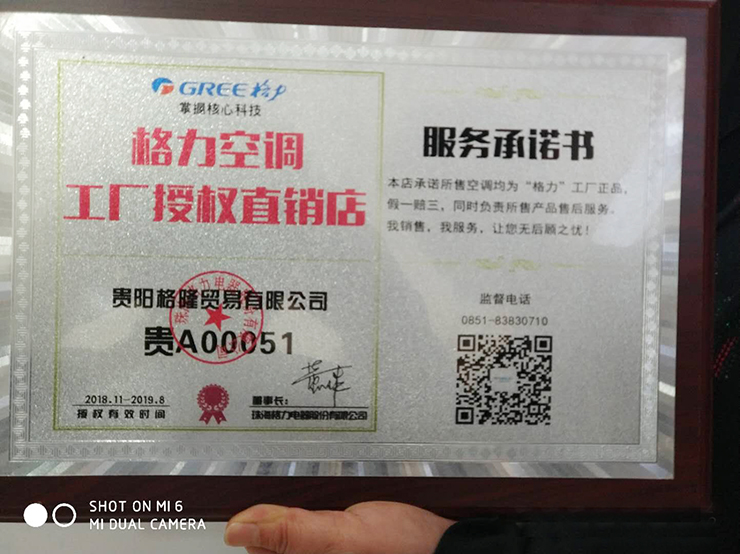 GREE格力
掌握核心科技
格力空调
工厂授权直销店
贵阳格隆贸易有限公司
贵A00051
2018.11-2019.8
授权有效时间
董事长:
珠海格力电器股份有限公司
服务承诺书
本店承诺所售空调均为“格力”工厂正品,
假一赔三,同时负责所售产品售后服务。
我销售,我服务,让您无后顾之忧!
监督电话
0851-83830710
SHOT ON MI 6
MI DUAL CAMERA